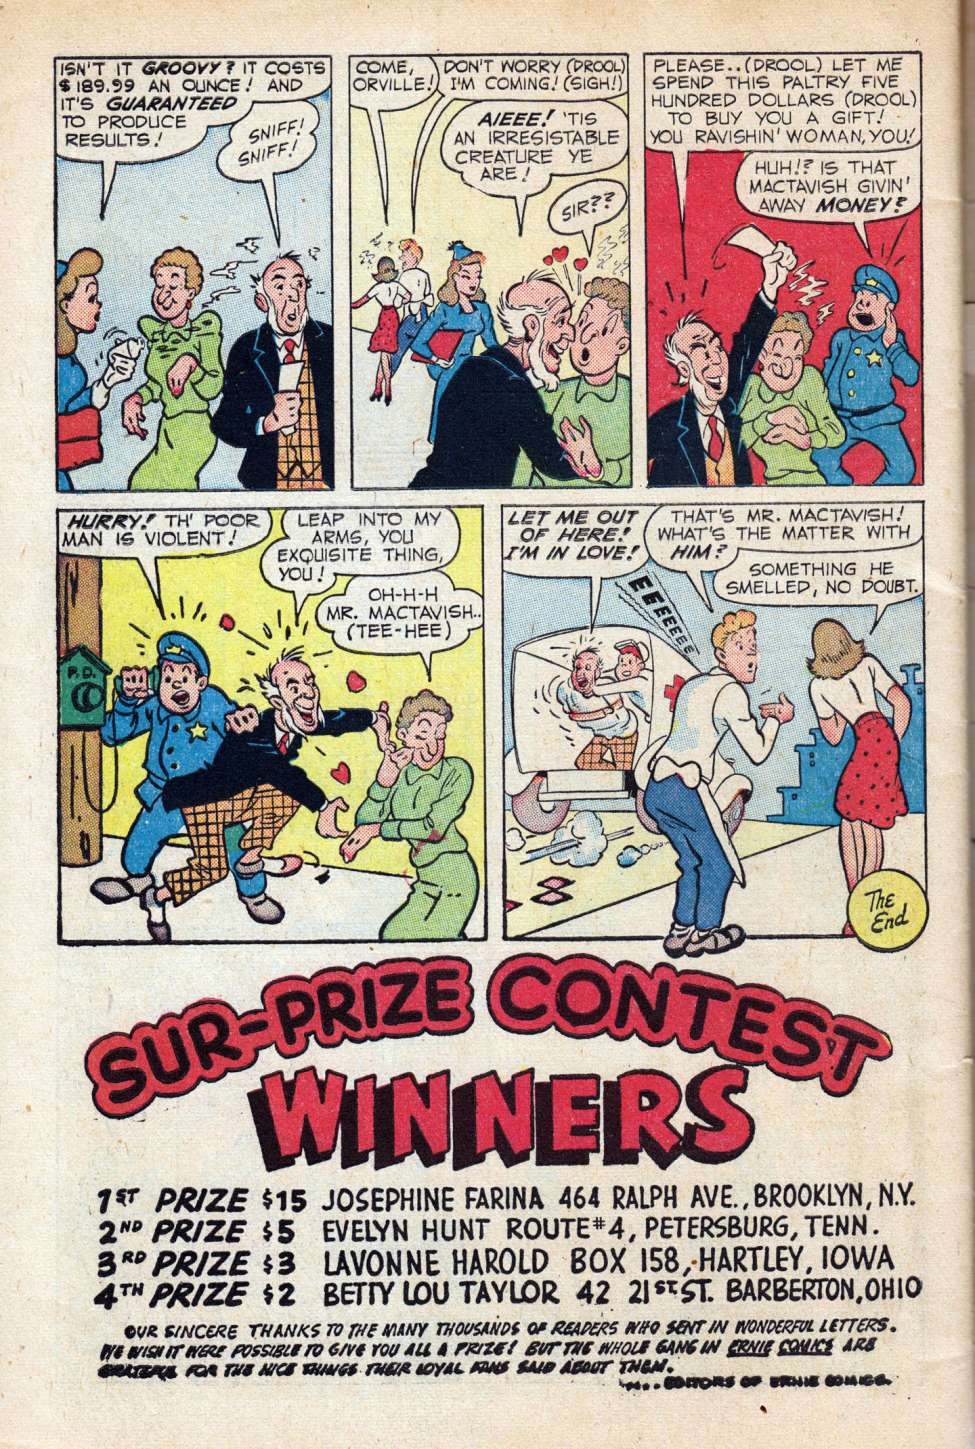 ISN'T IT GROOVY? IT COSTS
$189.99 AN OUNCE! AND
IT'S GUARANTEED
TO PRODUCE
RESULTS!
SNIFF!
SNIFF!
COME,
ORVILLE!
DON'T WORRY (DROOL)
I'M COMING! (SIGH!)
AIEEE! 'TIS
AN IRRESISTABLE
CREATURE YE
ARE!
SIR??
PLEASE..(DROOL) LET ME
SPEND THIS PALTRY FIVE
HUNDRED DOLLARS (DROOL)
TO BUY YOU A GIFT!
YOU RAVISHIN' WOMAN, YOU!
HUH!? IS THAT
MACTAVISH GIVIN'
AWAY MONEY?
HURRY! TH' POOR
MAN IS VIOLENT!
LEAP INTO MY
ARMS, YOU
EXQUISITE THING,
YOU!
OH-H-H
MR. MACTAVISH..
(TEE-HEE)
P.D.
LET ME OUT
OF HERE!
I'M IN LOVE!
THAT'S MR. MACTAVISH!
WHAT'S THE MATTER WITH
HIM?
SOMETHING HE
SMELLED, NO DOUBT.
EEEEEEE
The
End
SUR-PRIZE CONTEST
WINNERS
1ST PRIZE $15 JOSEPHINE FARINA 464 RALPH AVE., BROOKLYN, N.Y.
2ND PRIZE $5 EVELYN HUNT ROUTE #4, PETERSBURG, TENN.
3RD PRIZE $3 LAVONNE HAROLD BOX 158, HARTLEY, IOWA
4TH PRIZE $2 BETTY LOU TAYLOR 42 21ST. ST. BARBERTON, OHIO
OUR SINCERE THANKS TO THE MANY THOUSANDS OF READERS WHO SENT IN WONDERFUL LETTERS.
WE WISH IT WERE POSSIBLE TO GIVE YOU ALL A PRIZE! BUT THE WHOLE GANG IN ERNIE COMICS ARE
GRATEFUL FOR THE NICE THINGS THEIR LOYAL FANS SAID ABOUT THEM.
... EDITORS OF ERNIE COMICS.